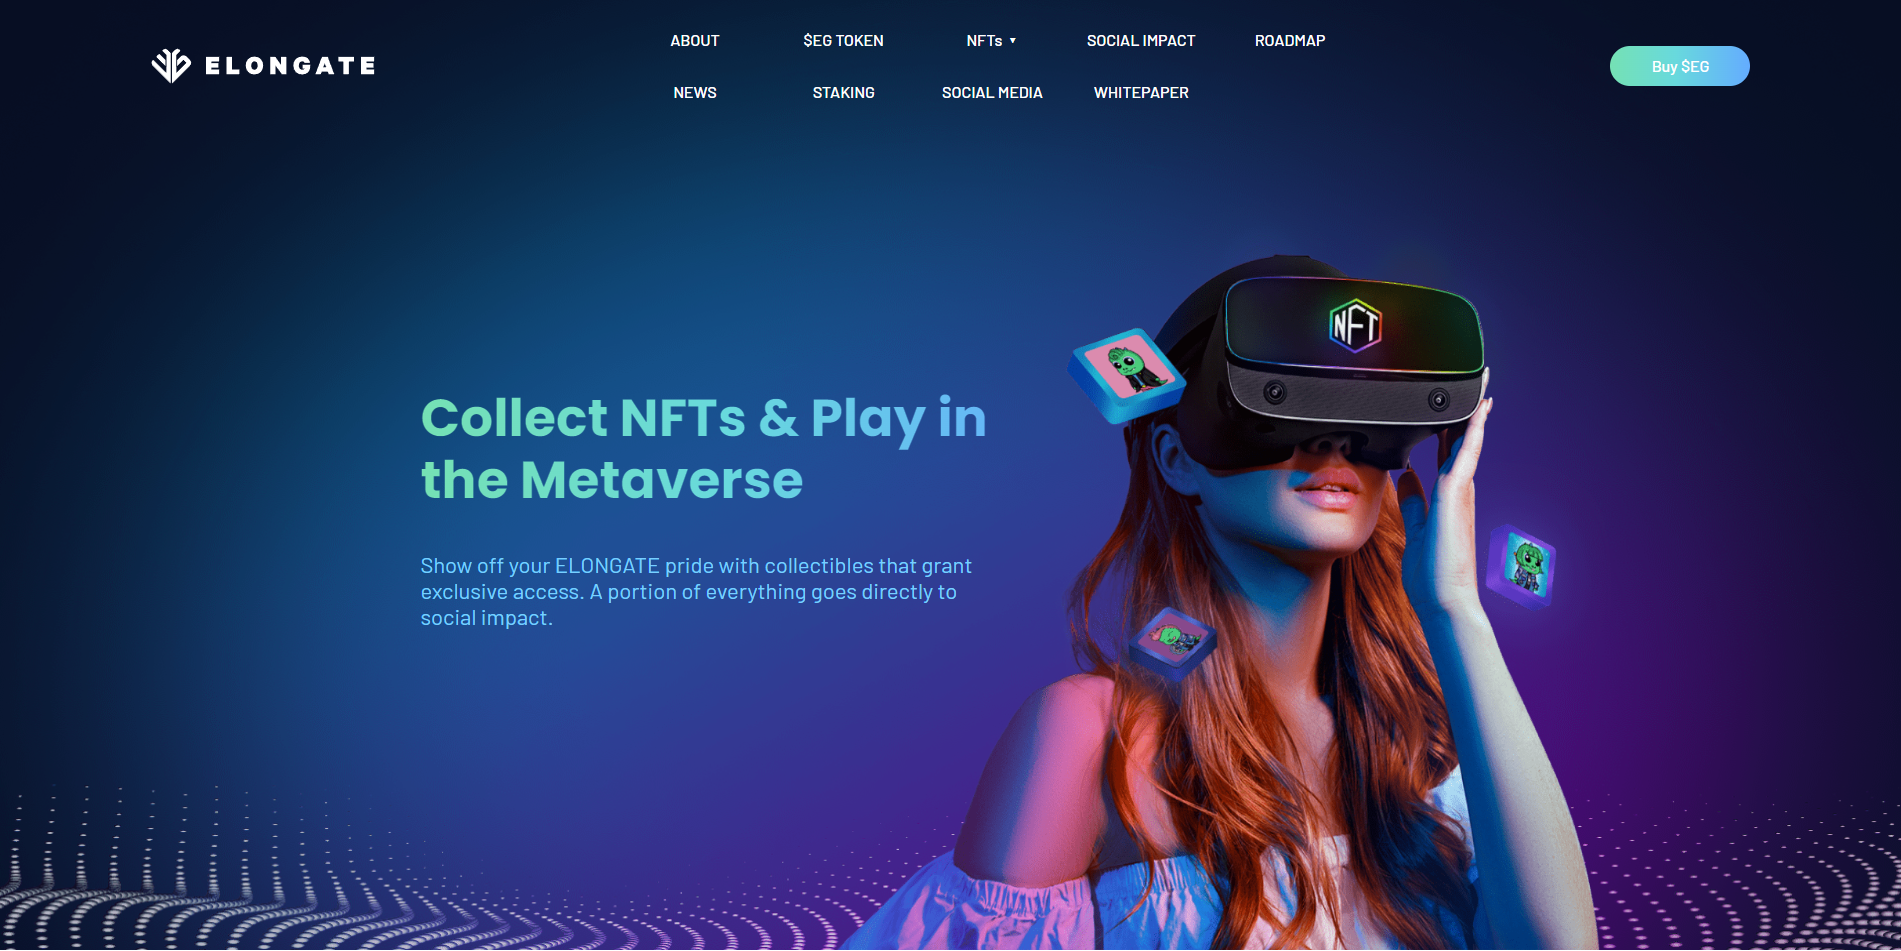 ELONGATE
ABOUT
$EG TOKEN
NFTs ▾
SOCIAL IMPACT
ROADMAP
NEWS
STAKING
SOCIAL MEDIA
WHITEPAPER
Buy $EG
NFT
Collect NFTs & Play in
the Metaverse
Show off your ELONGATE pride with collectibles that grant
exclusive access. A portion of everything goes directly to
social impact.